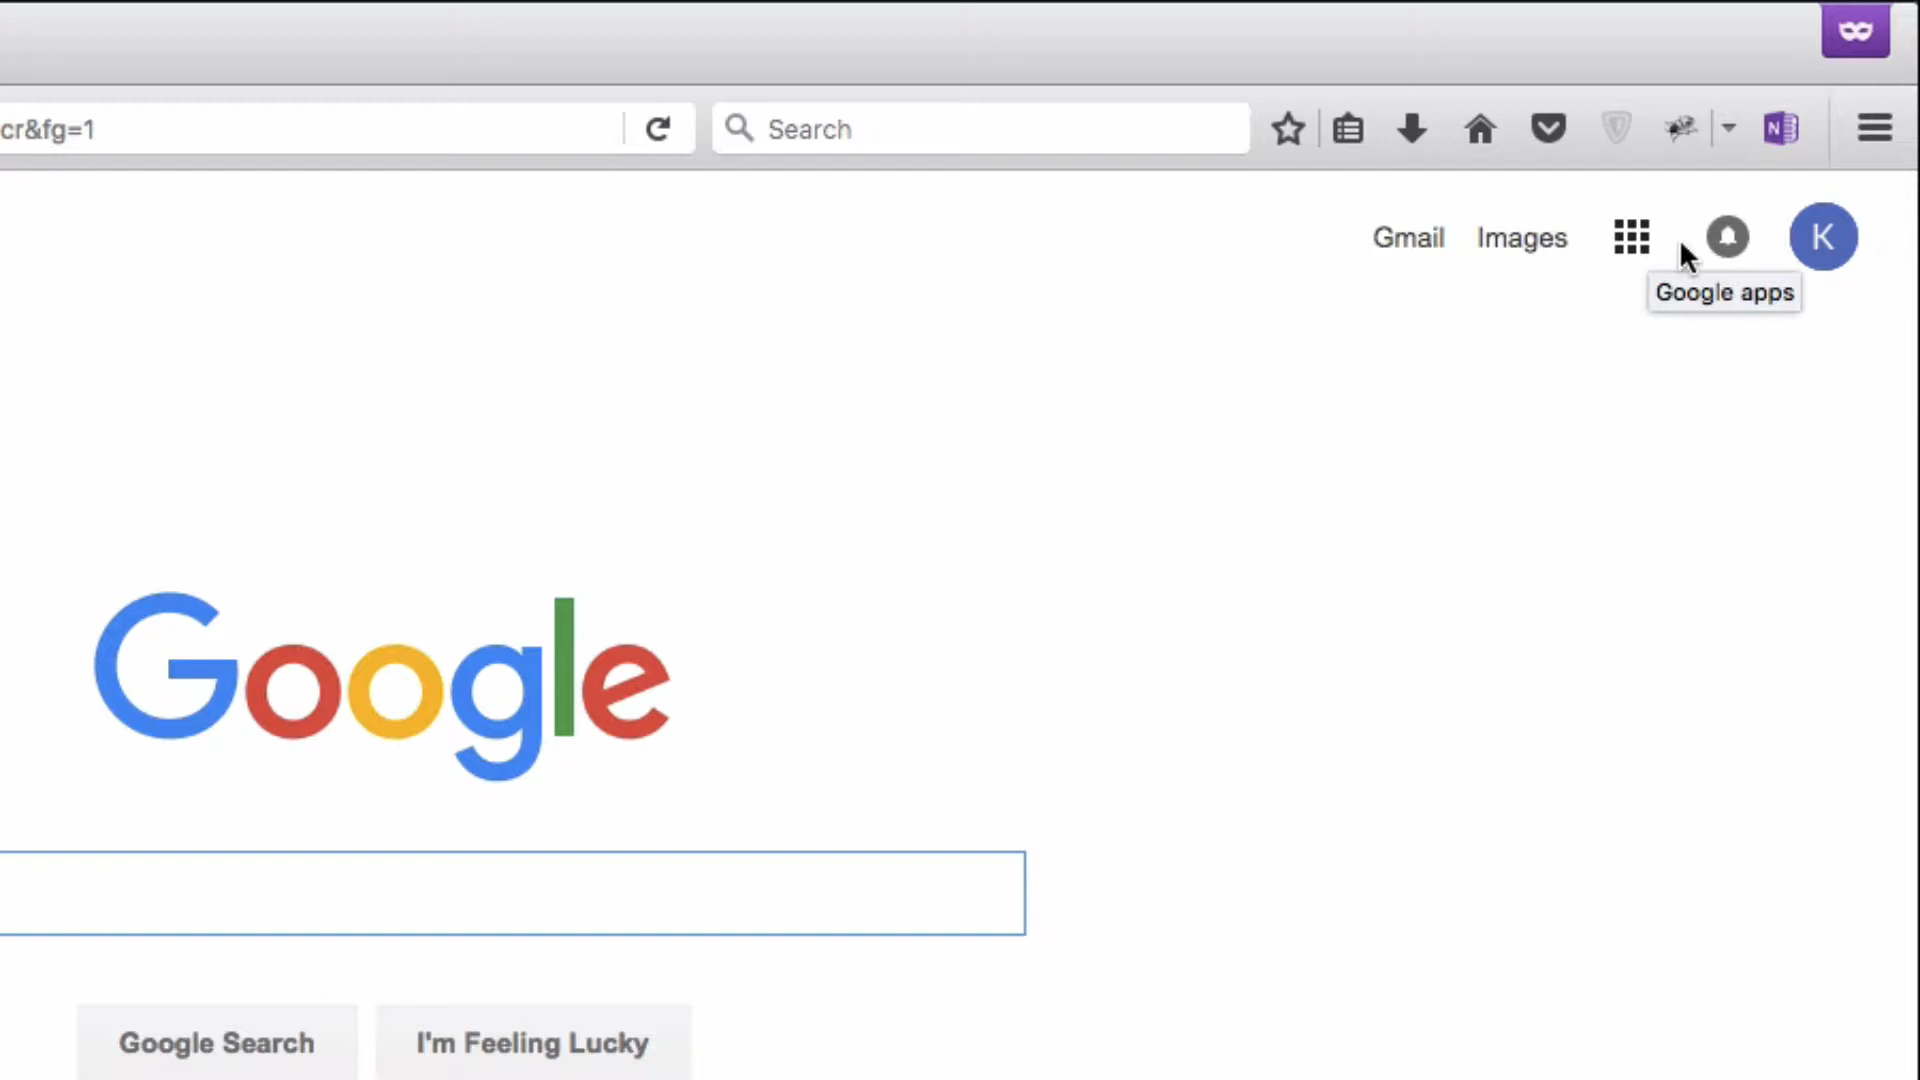 cr&fg=1
Search
N
Gmail Images
K
Google apps
Google
Google Search
I'm Feeling Lucky